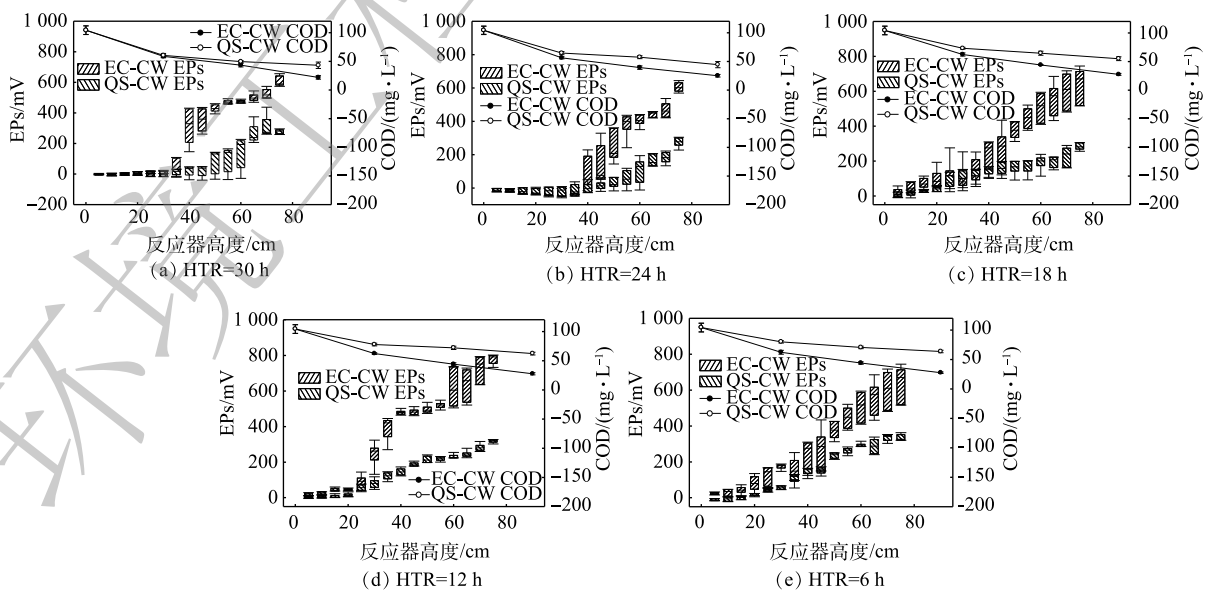 1 000
800
600
400
200
0
−200
EPs/mV
100
50
0
−50
−100
−150
−200
COD/(mg·L⁻¹)
EC-CW COD
QS-CW COD
EC-CW EPs
QS-CW EPs
0 20 40 60 80
反应器高度/cm
(a) HTR=30 h
1 000
800
600
400
200
0
EPs/mV
100
50
0
−50
−100
−150
−200
COD/(mg·L⁻¹)
EC-CW EPs
QS-CW EPs
EC-CW COD
QS-CW COD
0 20 40 60 80
反应器高度/cm
(b) HTR=24 h
1 000
800
600
400
200
0
EPs/mV
100
50
0
−50
−100
−150
−200
COD/(mg·L⁻¹)
EC-CW EPs
QS-CW EPs
EC-CW COD
QS-CW COD
0 20 40 60 80
反应器高度/cm
(c) HTR=18 h
1 000
800
600
400
200
0
EPs/mV
100
50
0
−50
−100
−150
−200
COD/(mg·L⁻¹)
EC-CW EPs
QS-CW EPs
EC-CW COD
QS-CW COD
0 20 40 60 80
反应器高度/cm
(d) HTR=12 h
1 000
800
600
400
200
0
EPs/mV
100
50
0
−50
−100
−150
−200
COD/(mg·L⁻¹)
EC-CW EPs
QS-CW EPs
EC-CW COD
QS-CW COD
0 20 40 60 80
反应器高度/cm
(e) HTR=6 h
环境工程